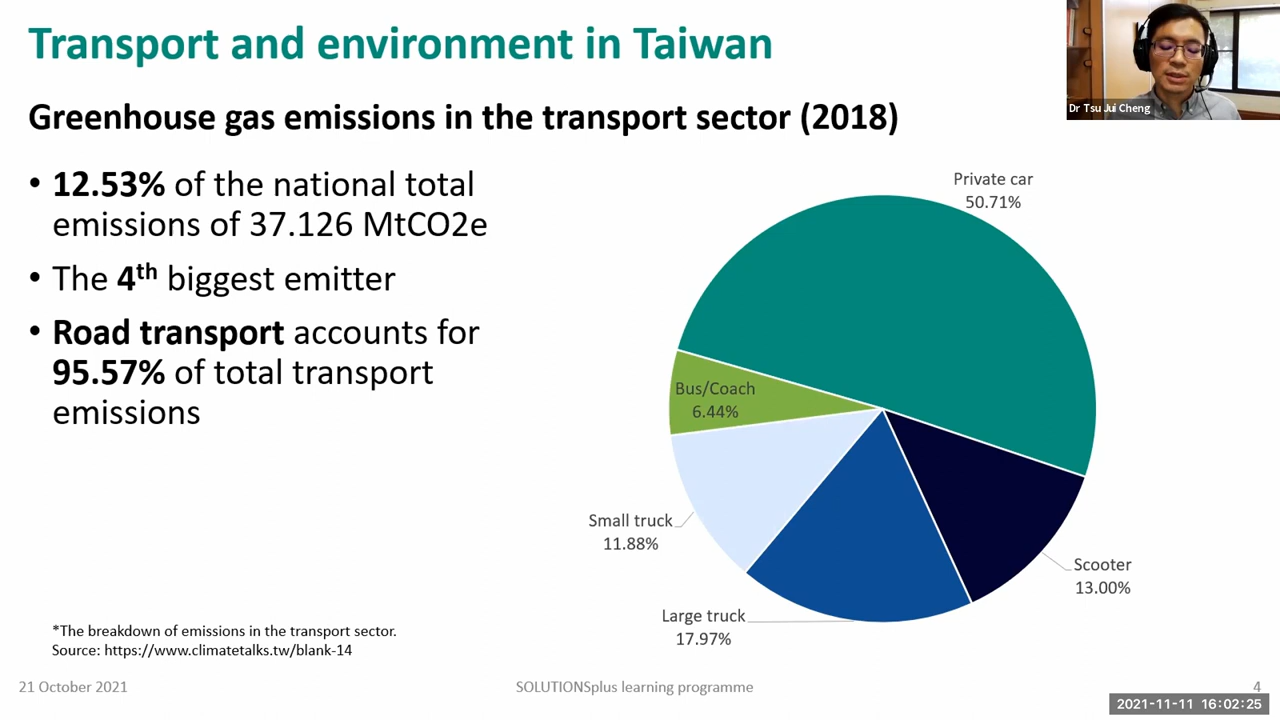 Transport and environment in Taiwan
Dr Tsu Jui Cheng
Greenhouse gas emissions in the transport sector (2018)
• 12.53% of the national total
emissions of 37.126 MtCO2e
• The 4th biggest emitter
• Road transport accounts for
95.57% of total transport
emissions
Private car
50.71%
Bus/Coach
6.44%
Small truck
11.88%
Scooter
13.00%
Large truck
17.97%
*The breakdown of emissions in the transport sector.
Source: https://www.climatetalks.tw/blank-14
21 October 2021
SOLUTIONSplus learning programme
4
2021-11-11 16:02:25